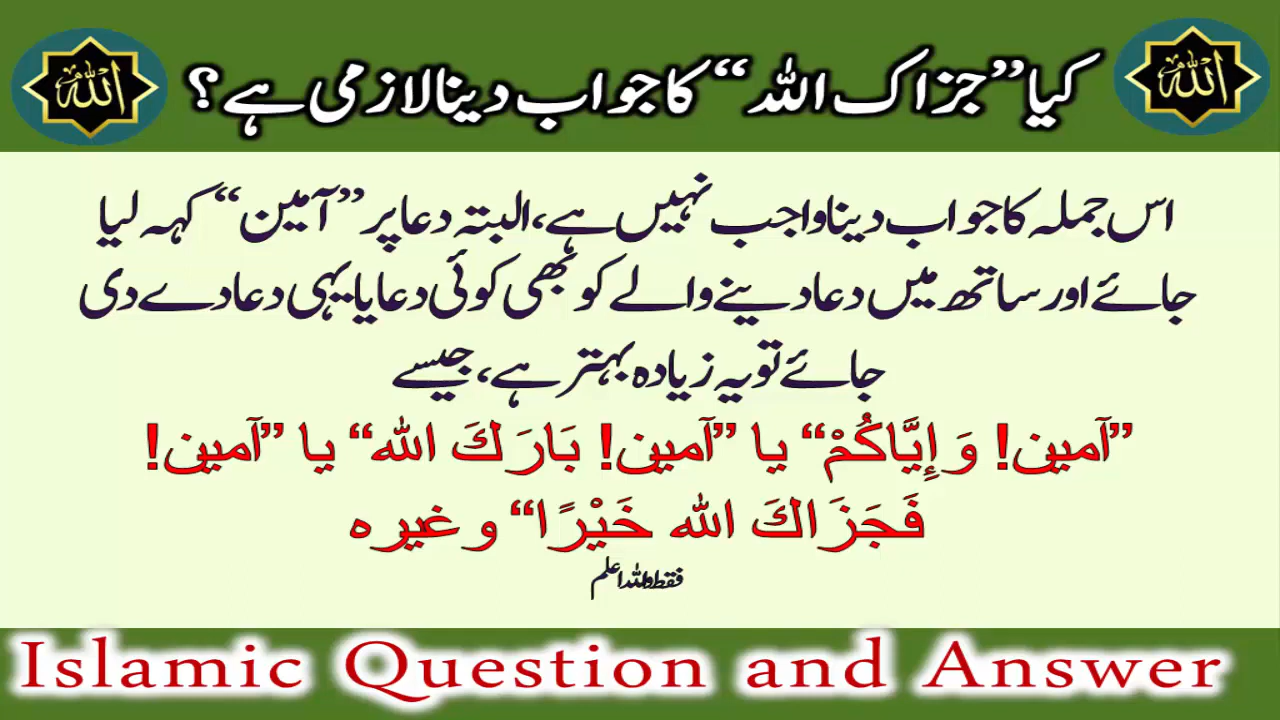 کیا ”جزاک اللہ“ کا جواب دینا لازمی ہے؟
الله
الله
اس جملہ کا جواب دینا واجب نہیں ہے، البتہ دعا پر ”آمین“ کہہ لیا
جائے اور ساتھ میں دعا دینے والے کو بھی کوئی دعا یا یہی دعا دے دی
جائے تو یہ زیادہ بہتر ہے، جیسے
”آمین! وَإِيَّاكُمْ“ یا ”آمین! بَارَكَ الله“ یا ”آمین!
فَجَزَاكَ الله خَيْرًا“ وغیرہ
فقط واللہ اعلم
Islamic Question and Answer